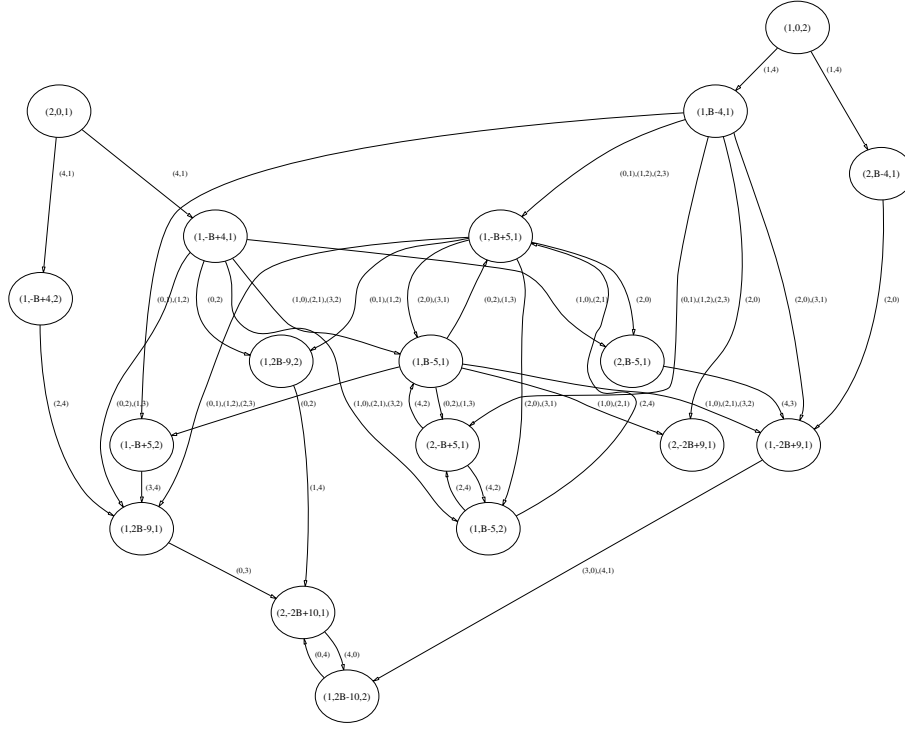 (1,0,2)
(1,4)
(1,4)
(2,0,1)
(1,B-4,1)
(4,1)
(4,1)
(0,1),(1,2),(2,3)
(2,B-4,1)
(1,-B+4,1)
(1,-B+5,1)
(1,-B+4,2)
(0,1),(1,2)
(0,2)
(1,0),(2,1),(3,2)
(0,1),(1,2)
(2,0),(3,1)
(0,2),(1,3)
(1,0),(2,1)
(2,0)
(0,1),(1,2),(2,3)
(2,0)
(2,0),(3,1)
(2,0)
(1,2B-9,2)
(1,B-5,1)
(2,B-5,1)
(2,4)
(0,2),(1,3)
(0,1),(1,2),(2,3)
(0,2)
(1,0),(2,1),(3,2)
(4,2)
(0,2),(1,3)
(2,0),(3,1)
(1,0),(2,1)
(2,4)
(1,0),(2,1),(3,2)
(4,3)
(1,-B+5,2)
(2,-B+5,1)
(2,-2B+9,1)
(1,-2B+9,1)
(3,4)
(1,4)
(2,4)
(4,2)
(1,2B-9,1)
(1,B-5,2)
(0,3)
(3,0),(4,1)
(2,-2B+10,1)
(0,4)
(4,0)
(1,2B-10,2)